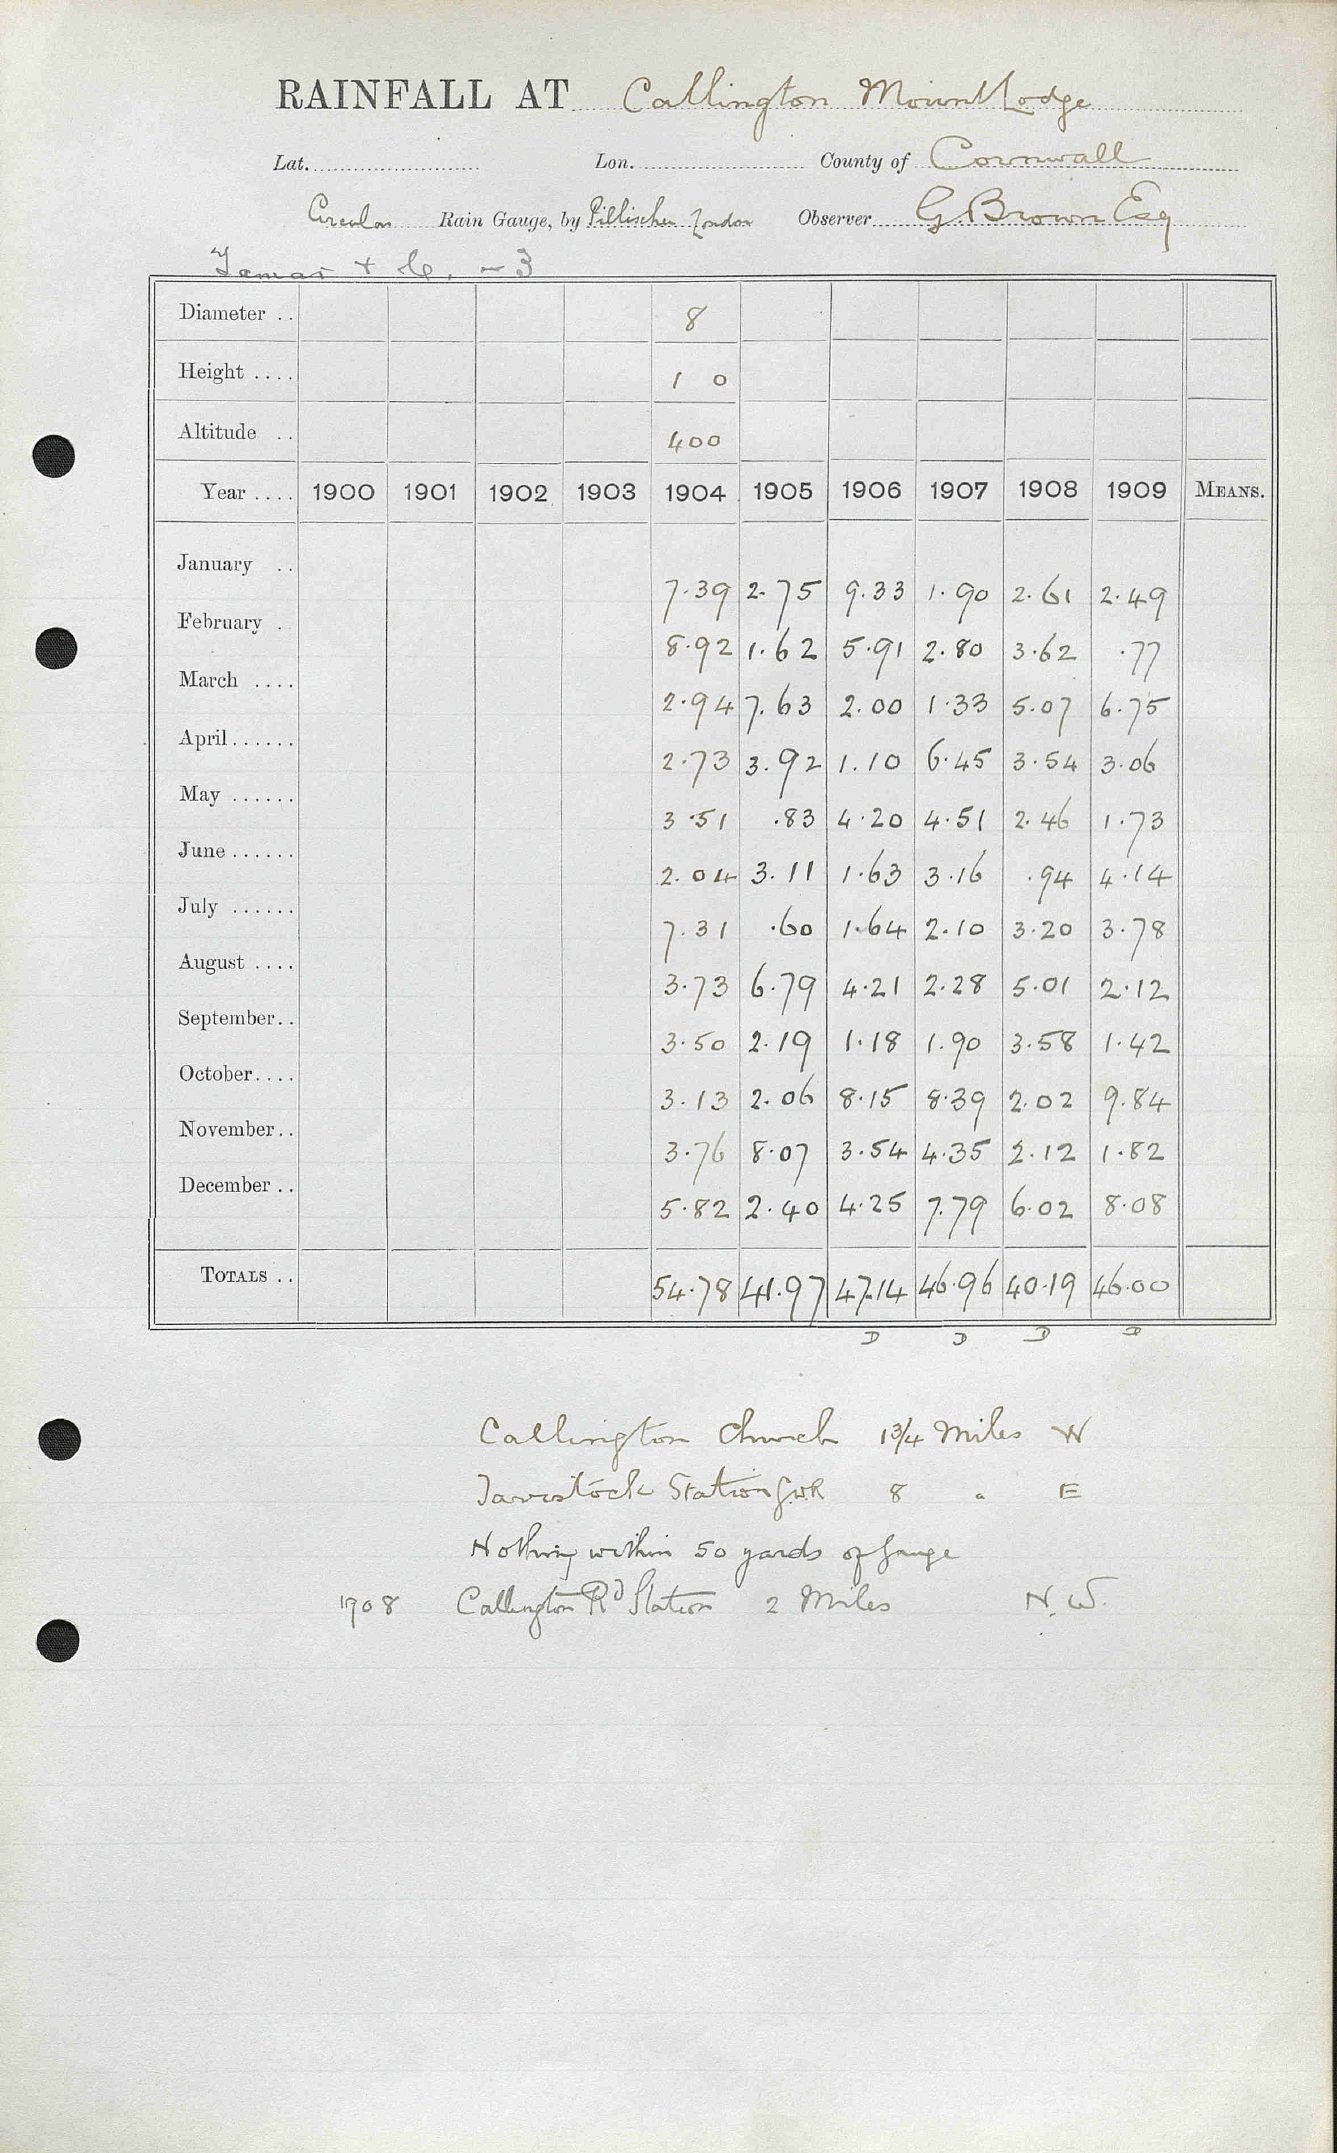 RAINFALL AT Callington Mount Lodge
Lat. Lon. County of Cornwall
Circular Rain Gauge, by Pillischer London Observer G. Brown Esq
Tamar + &c. - 3
Diameter .. 8
Height .... 1 0
Altitude .. 400
Year .... 1900 1901 1902 1903 1904 1905 1906 1907 1908 1909 MEANS.
January .. 7.39 2.75 9.33 1.90 2.61 2.49
February . 8.92 1.62 5.91 2.80 3.62 .77
March .... 2.94 7.63 2.00 1.33 5.07 6.75
April...... 2.73 3.92 1.10 6.45 3.54 3.06
May ...... 3.51 .83 4.20 4.51 2.46 1.73
June...... 2.04 3.11 1.63 3.16 .94 4.14
July ...... 7.31 .60 1.64 2.10 3.20 3.78
August .... 3.73 6.79 4.21 2.28 5.01 2.12
September.. 3.50 2.19 1.18 1.90 3.58 1.42
October.... 3.13 2.06 8.15 8.39 2.02 9.84
November.. 3.76 8.07 3.54 4.35 2.12 1.82
December .. 5.82 2.40 4.25 7.79 6.02 8.08
TOTALS .. 54.78 41.97 47.14 46.96 40.19 46.00
D D D D
Callington Church 1 3/4 Miles W
Tavistock Station GWR 8 " E
Nothing within 50 yards of gauge
1908 Callington Rd Station 2 Miles N.W.